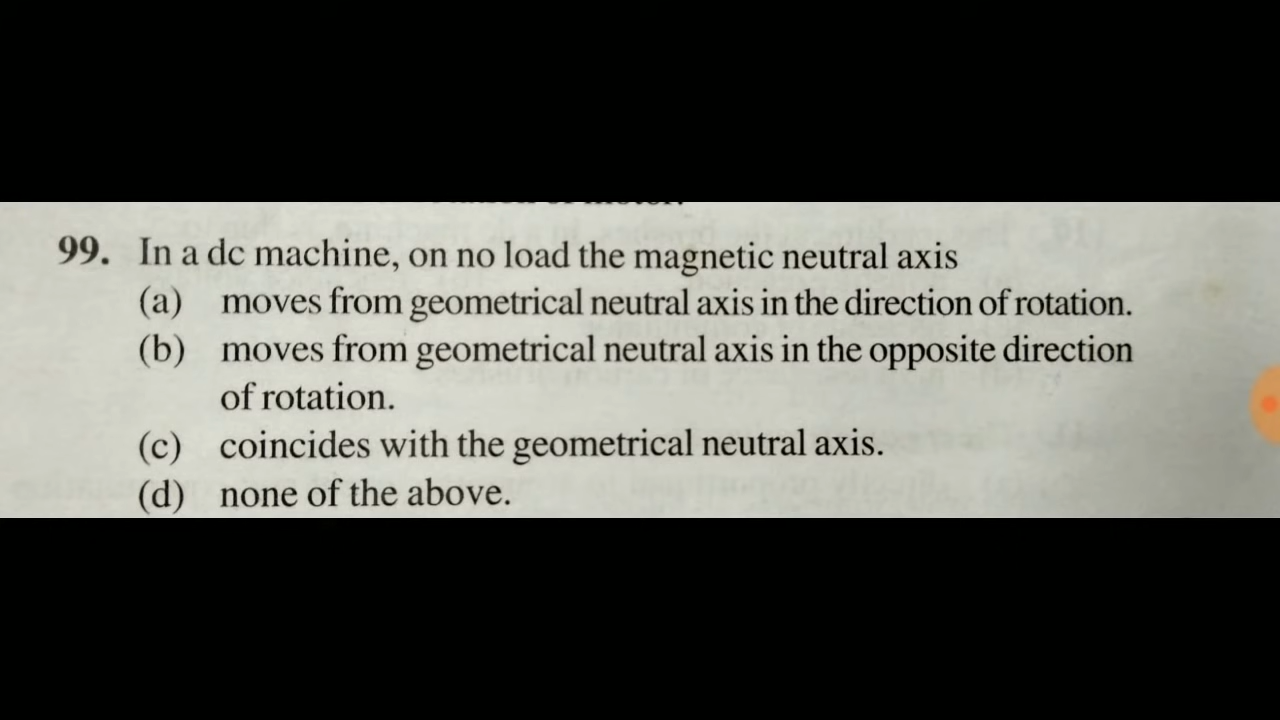 99. In a dc machine, on no load the magnetic neutral axis
(a) moves from geometrical neutral axis in the direction of rotation.
(b) moves from geometrical neutral axis in the opposite direction
of rotation.
(c) coincides with the geometrical neutral axis.
(d) none of the above.